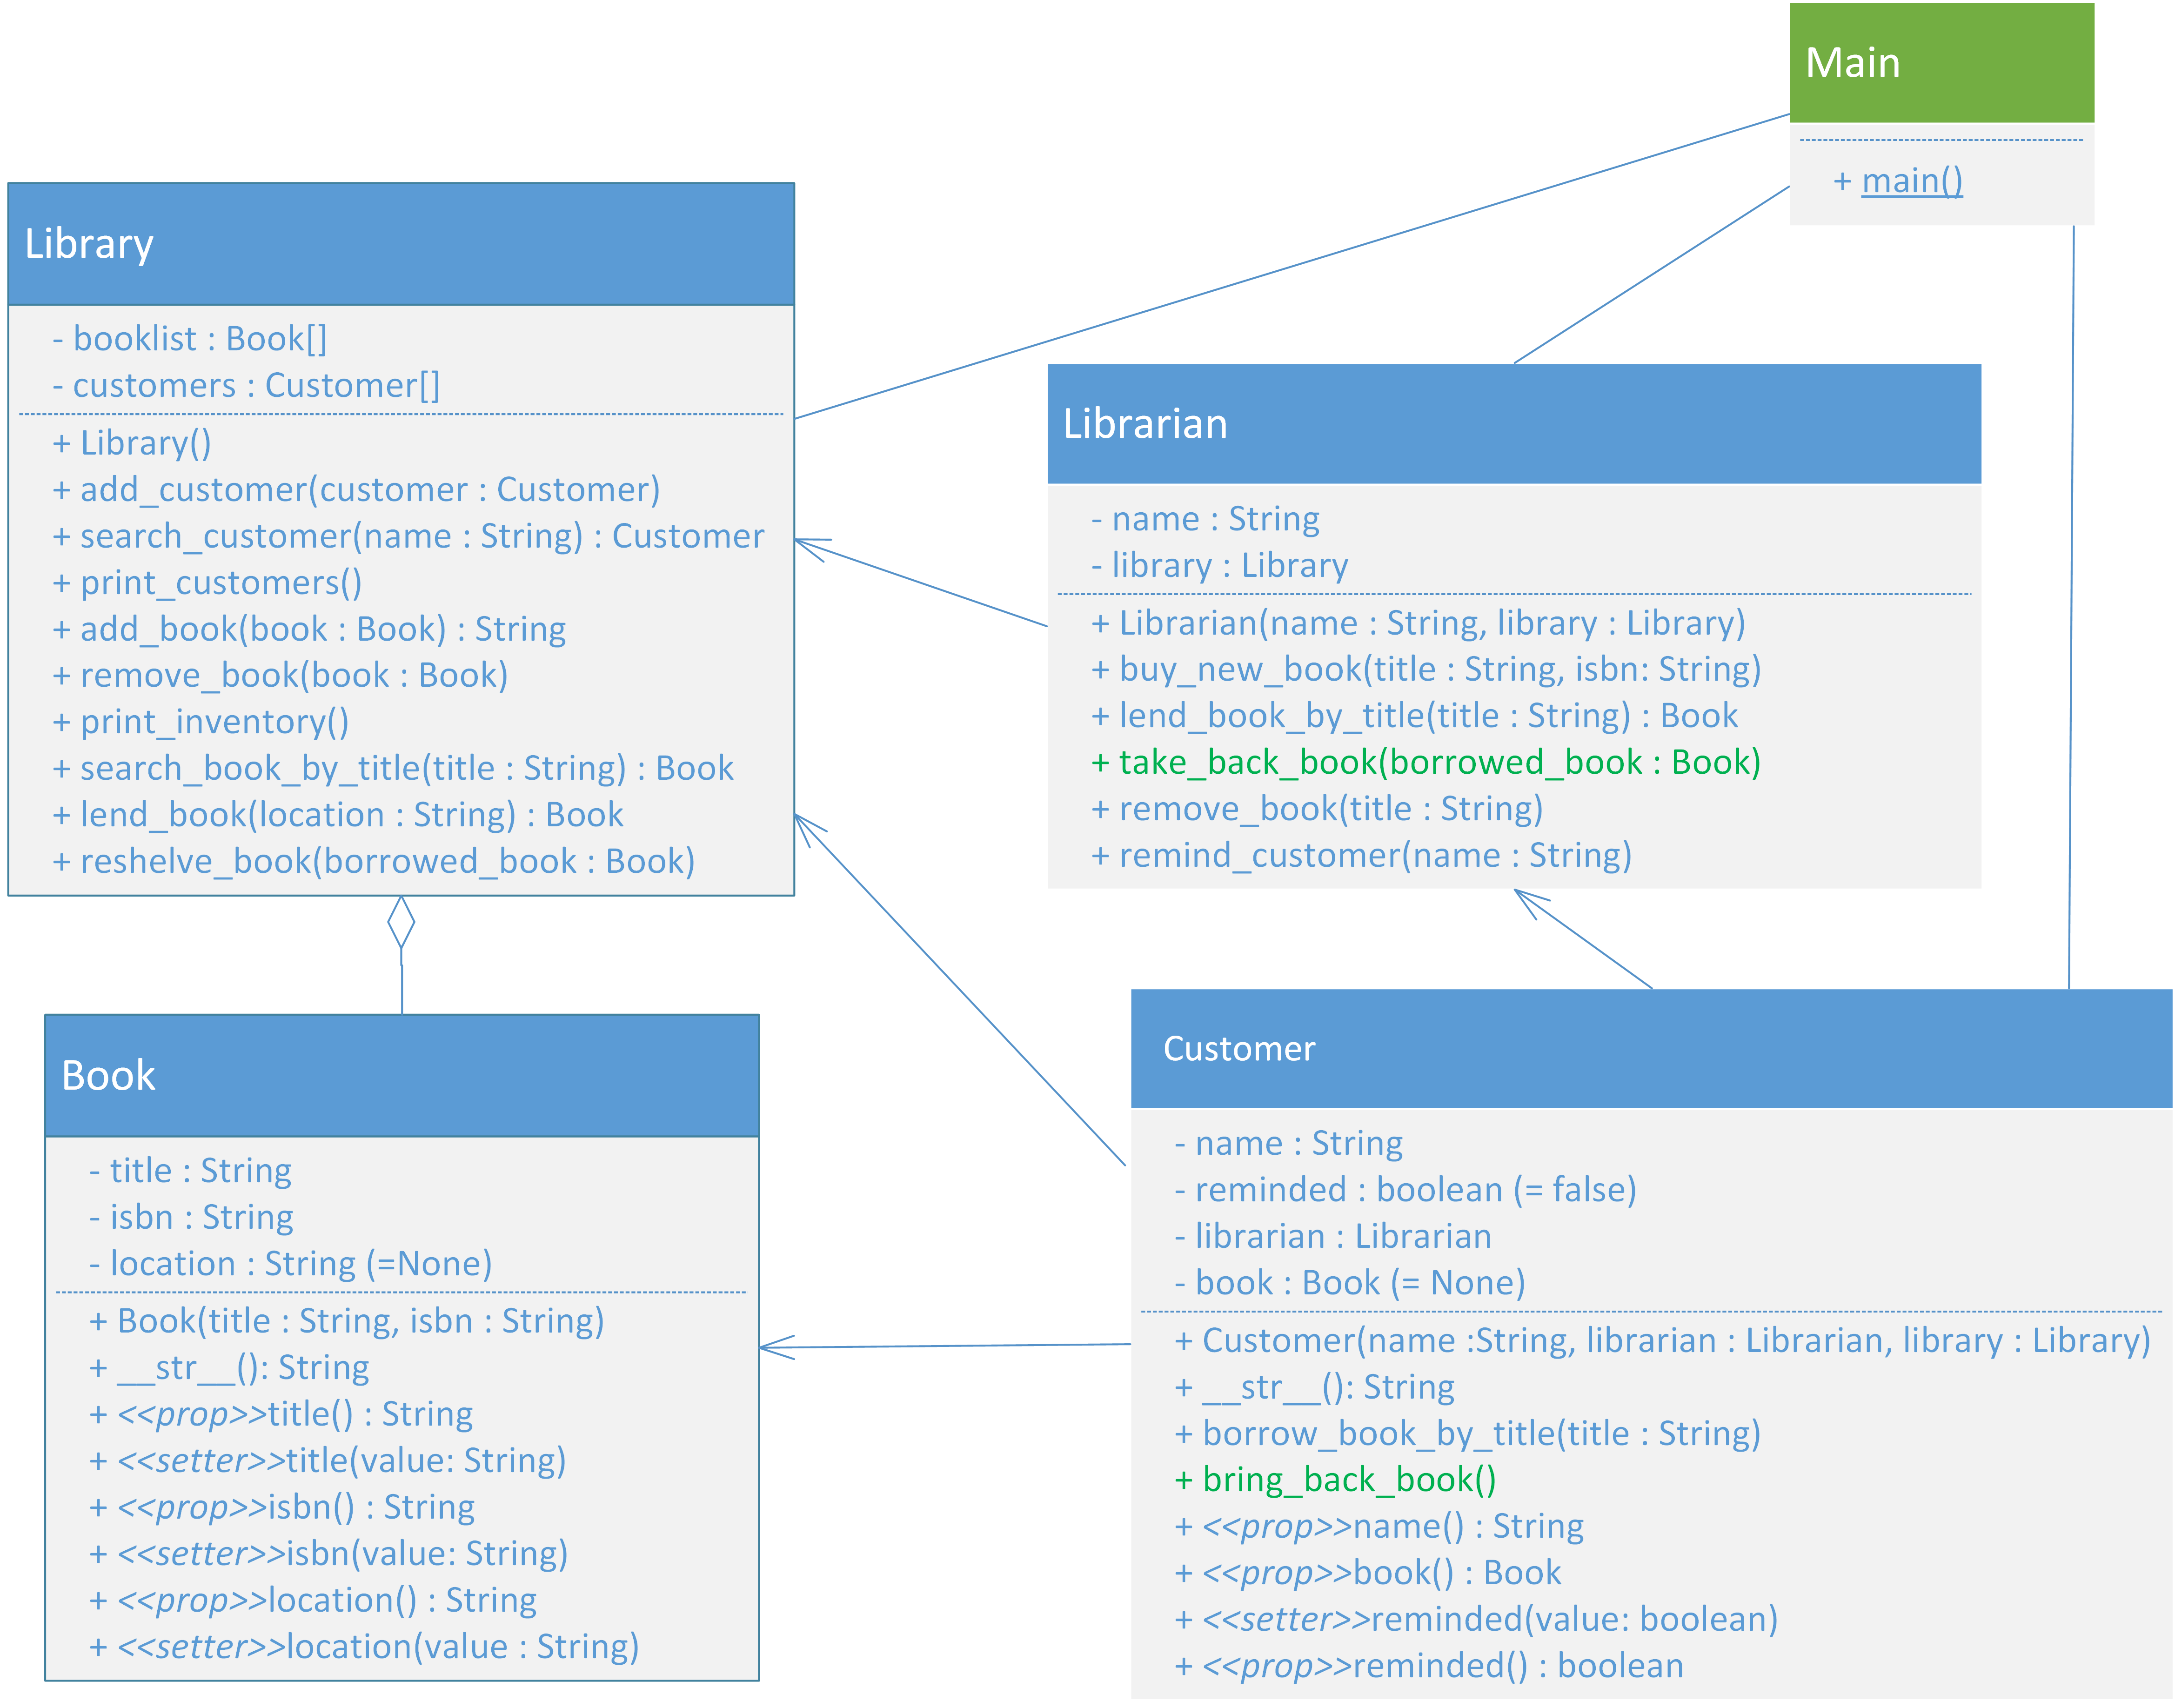 Main
+ main()
Library
- booklist : Book[]
- customers : Customer[]
+ Library()
+ add_customer(customer : Customer)
+ search_customer(name : String) : Customer
+ print_customers()
+ add_book(book : Book) : String
+ remove_book(book : Book)
+ print_inventory()
+ search_book_by_title(title : String) : Book
+ lend_book(location : String) : Book
+ reshelve_book(borrowed_book : Book)
Librarian
- name : String
- library : Library
+ Librarian(name : String, library : Library)
+ buy_new_book(title : String, isbn: String)
+ lend_book_by_title(title : String) : Book
+ take_back_book(borrowed_book : Book)
+ remove_book(title : String)
+ remind_customer(name : String)
Book
- title : String
- isbn : String
- location : String (=None)
+ Book(title : String, isbn : String)
+ __str__(): String
+ <<prop>>title() : String
+ <<setter>>title(value: String)
+ <<prop>>isbn() : String
+ <<setter>>isbn(value: String)
+ <<prop>>location() : String
+ <<setter>>location(value : String)
Customer
- name : String
- reminded : boolean (= false)
- librarian : Librarian
- book : Book (= None)
+ Customer(name :String, librarian : Librarian, library : Library)
+ __str__(): String
+ borrow_book_by_title(title : String)
+ bring_back_book()
+ <<prop>>name() : String
+ <<prop>>book() : Book
+ <<setter>>reminded(value: boolean)
+ <<prop>>reminded() : boolean